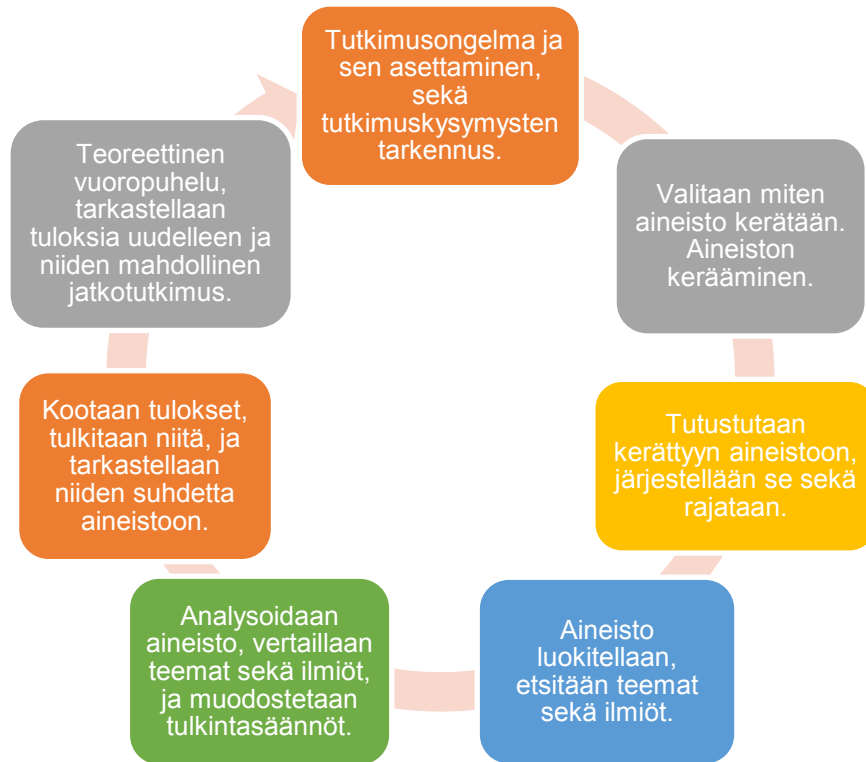 Tutkimusongelma ja
sen asettaminen,
sekä
tutkimuskysymysten
tarkennus.
Valitaan miten
aineisto kerätään.
Aineiston
kerääminen.
Tutustutaan
kerättyyn aineistoon,
järjestellään se sekä
rajataan.
Aineisto
luokitellaan,
etsitään teemat
sekä ilmiöt.
Analysoidaan
aineisto, vertaillaan
teemat sekä ilmiöt,
ja muodostetaan
tulkintasäännöt.
Kootaan tulokset,
tulkitaan niitä, ja
tarkastellaan
niiden suhdetta
aineistoon.
Teoreettinen
vuoropuhelu,
tarkastellaan
tuloksia uudelleen ja
niiden mahdollinen
jatkotutkimus.